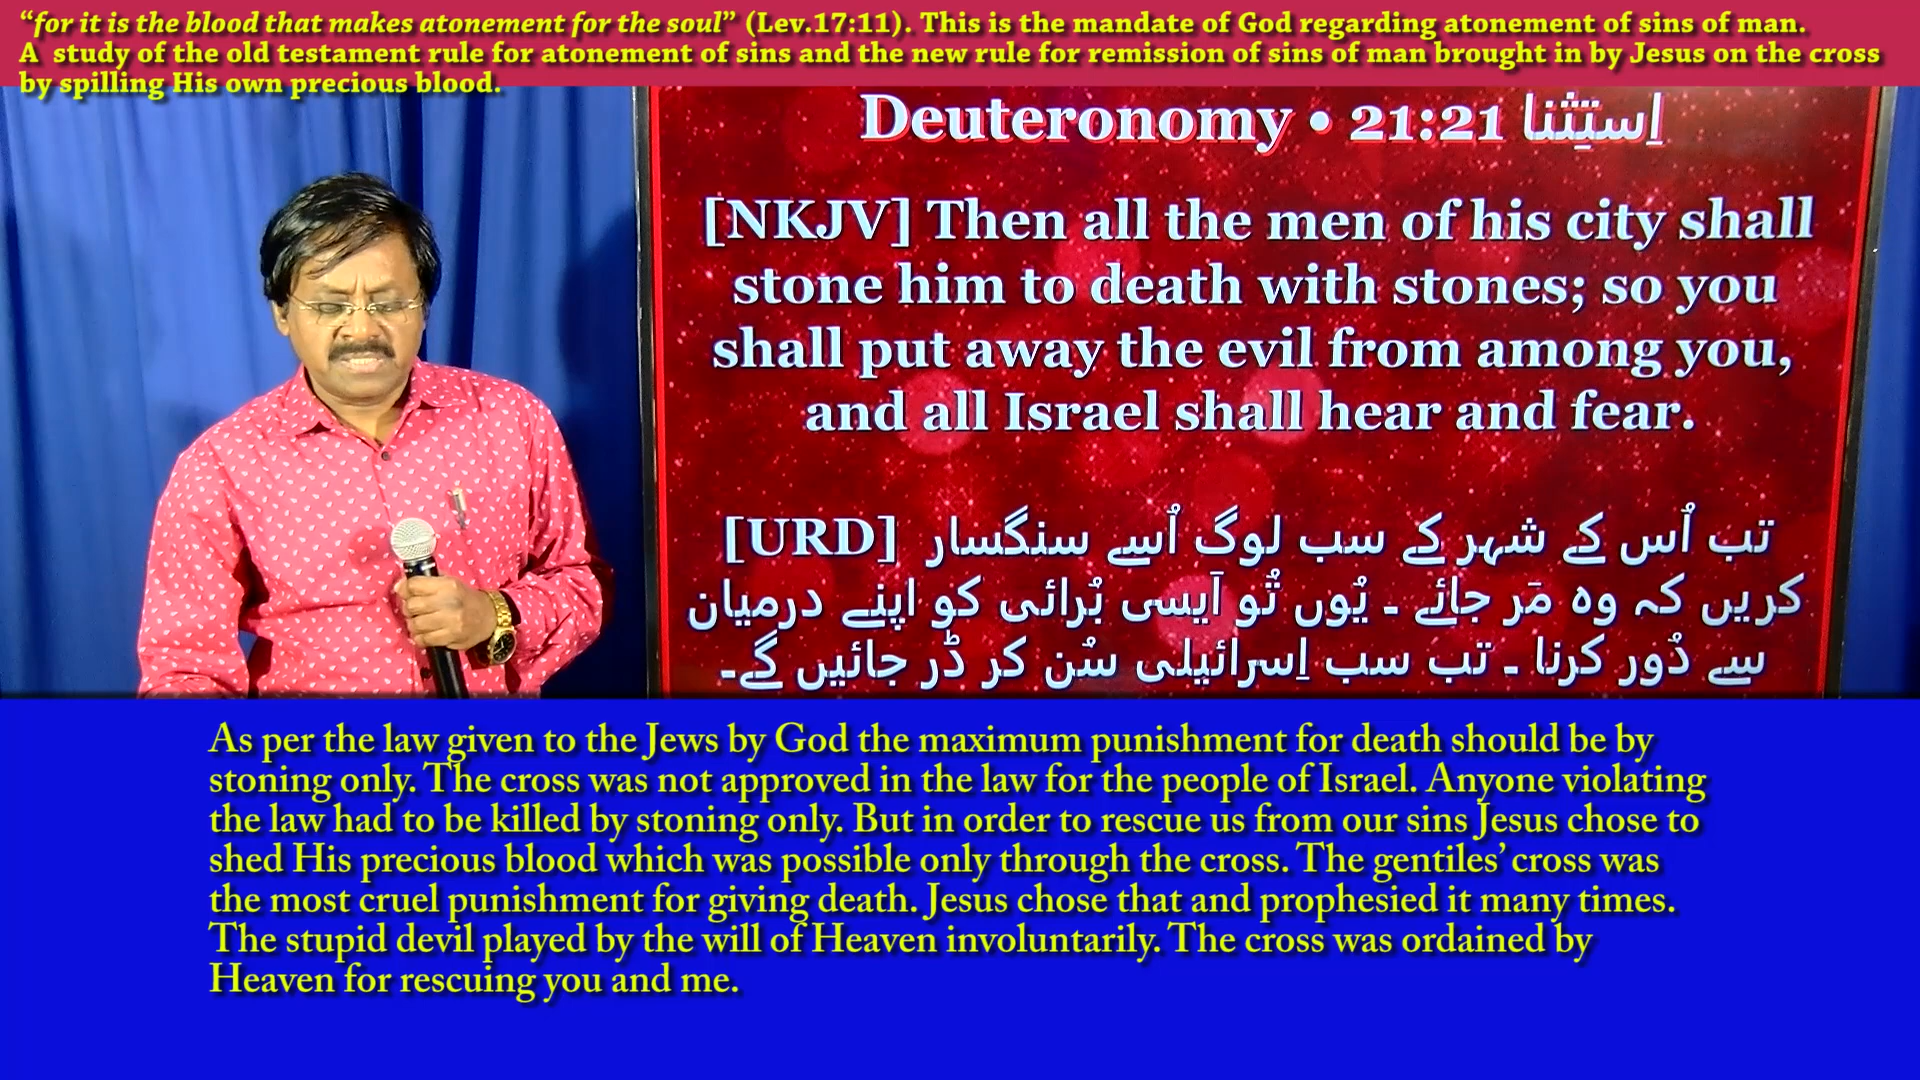 “for it is the blood that makes atonement for the soul” (Lev.17:11). This is the mandate of God regarding atonement of sins of man.
A study of the old testament rule for atonement of sins and the new rule for remission of sins of man brought in by Jesus on the cross
by spilling His own precious blood.
Deuteronomy • 21:21 اِستِثنا
[NKJV] Then all the men of his city shall
stone him to death with stones; so you
shall put away the evil from among you,
and all Israel shall hear and fear.
[URD] تب اُس کے شہر کے سب لوگ اُسے سنگسار
کریں کہ وہ مَر جائے ۔ یُوں تُو اَیسی بُرائی کو اپنے درمیان
سے دُور کرنا ۔ تب سب اِسرائیلی سُن کر ڈر جائیں گے۔
As per the law given to the Jews by God the maximum punishment for death should be by
stoning only. The cross was not approved in the law for the people of Israel. Anyone violating
the law had to be killed by stoning only. But in order to rescue us from our sins Jesus chose to
shed His precious blood which was possible only through the cross. The gentiles’ cross was
the most cruel punishment for giving death. Jesus chose that and prophesied it many times.
The stupid devil played by the will of Heaven involuntarily. The cross was ordained by
Heaven for rescuing you and me.